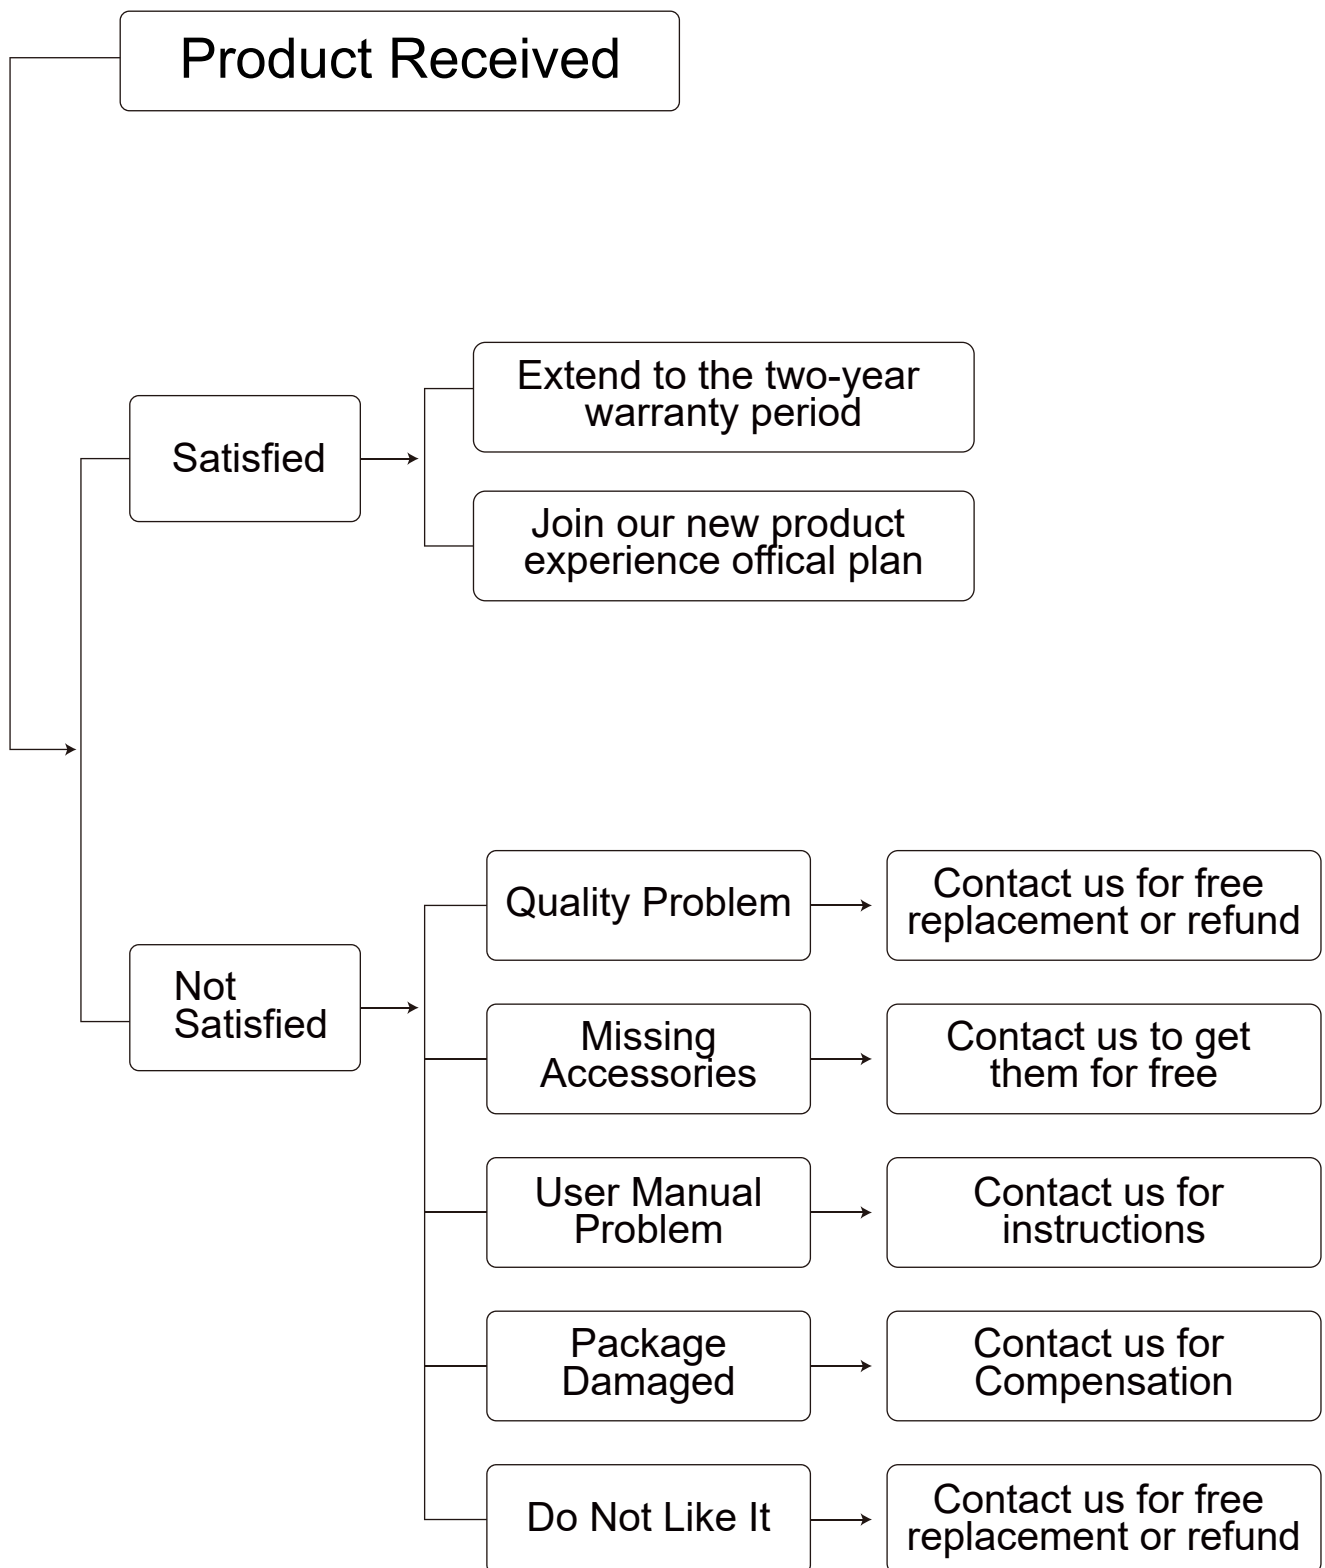 Product Received
Satisfied
Extend to the two-year
warranty period
Join our new product
experience offical plan
Not
Satisfied
Quality Problem
Contact us for free
replacement or refund
Missing
Accessories
Contact us to get
them for free
User Manual
Problem
Contact us for
instructions
Package
Damaged
Contact us for
Compensation
Do Not Like It
Contact us for free
replacement or refund